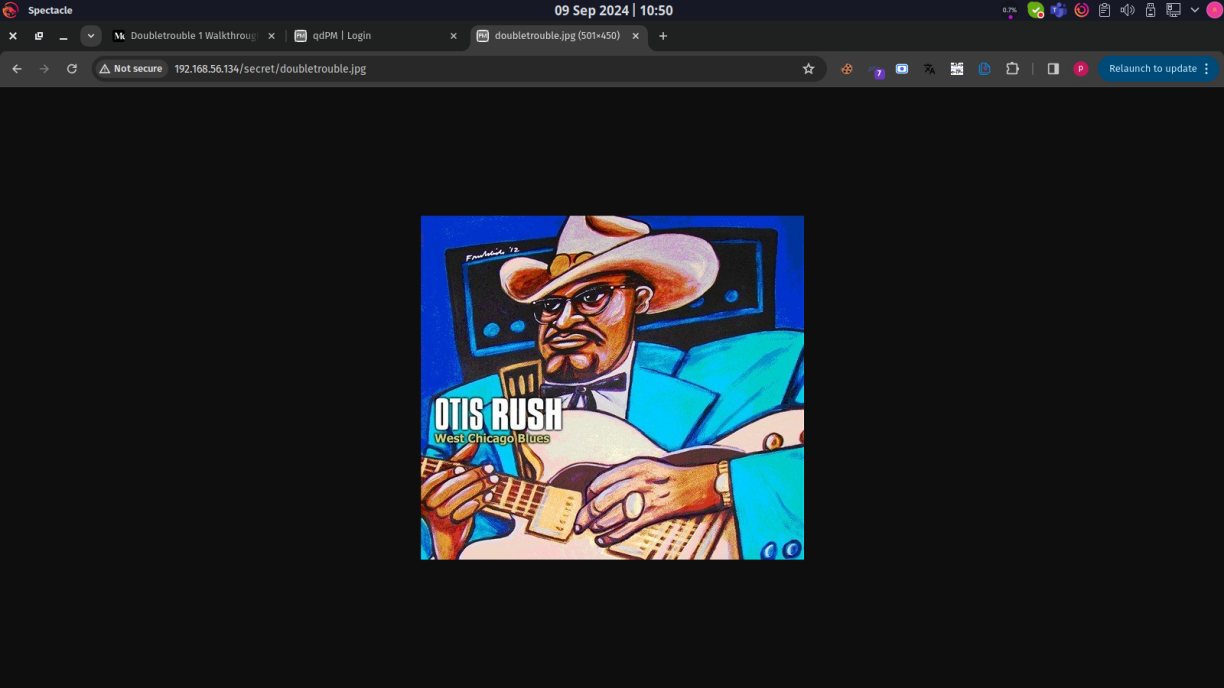 Spectacle
09 Sep 2024 | 10:50
0.7%
Doubletrouble 1 Walkthroug
qdPM | Login
doubletrouble.jpg (501×450)
Not secure
192.168.56.134/secret/doubletrouble.jpg
7
P
Relaunch to update
'12
OTIS RUSH
West Chicago Blues